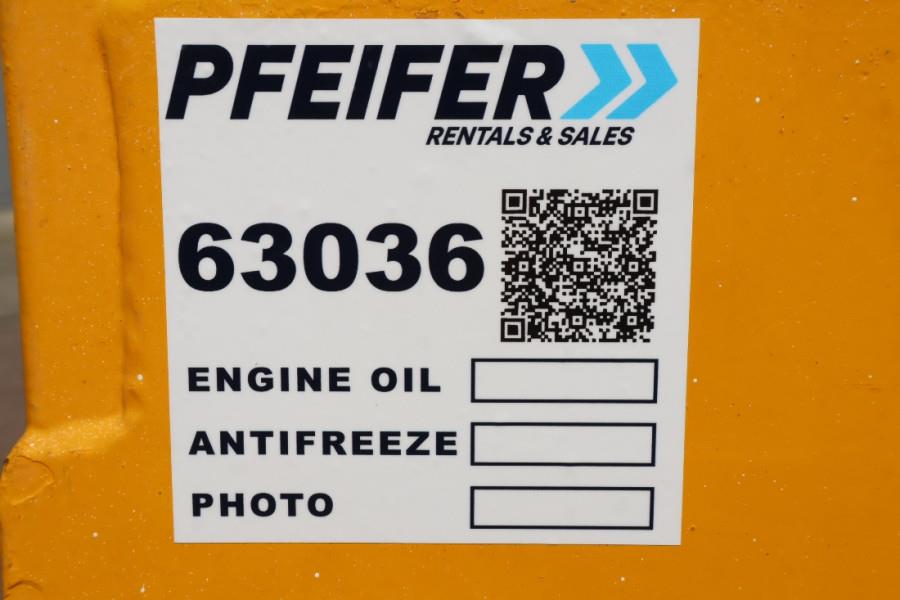 PFEIFER
RENTALS & SALES
63036
ENGINE OIL
ANTIFREEZE
PHOTO